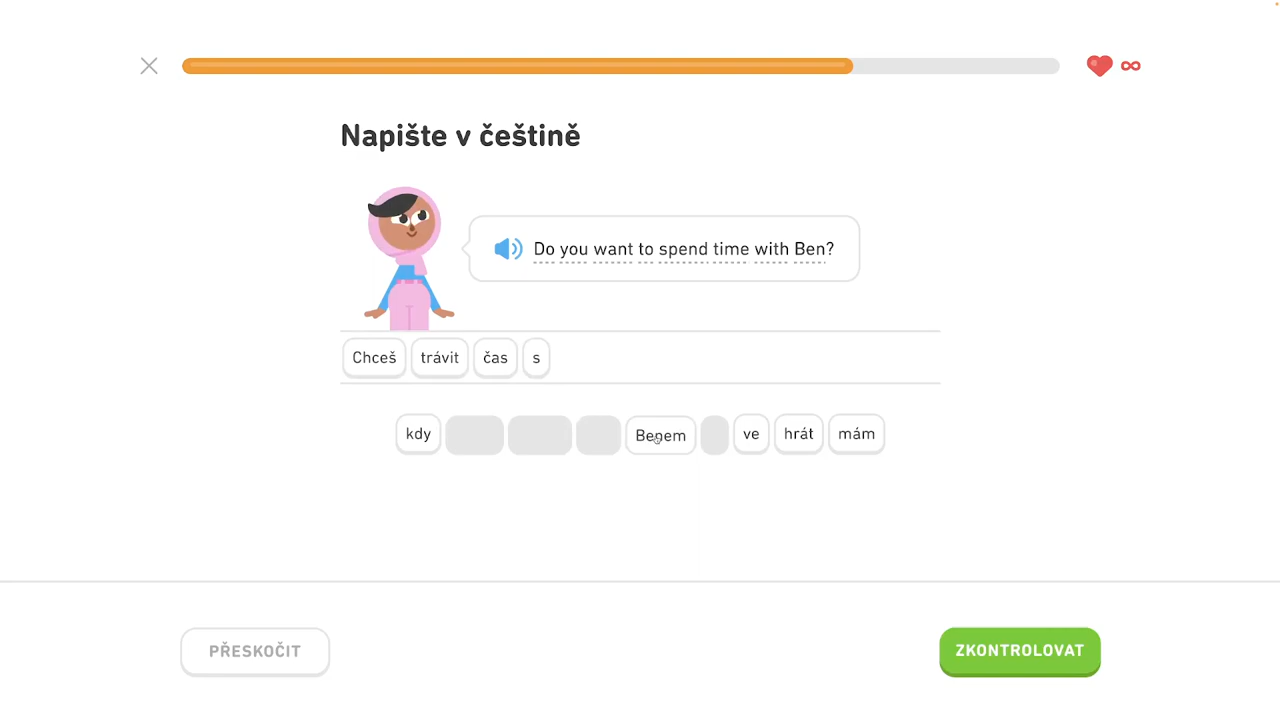 Napište v češtině
Do you want to spend time with Ben?
Chceš trávit čas s
kdy Benem ve hrát mám
PŘESKOČIT ZKONTROLOVAT